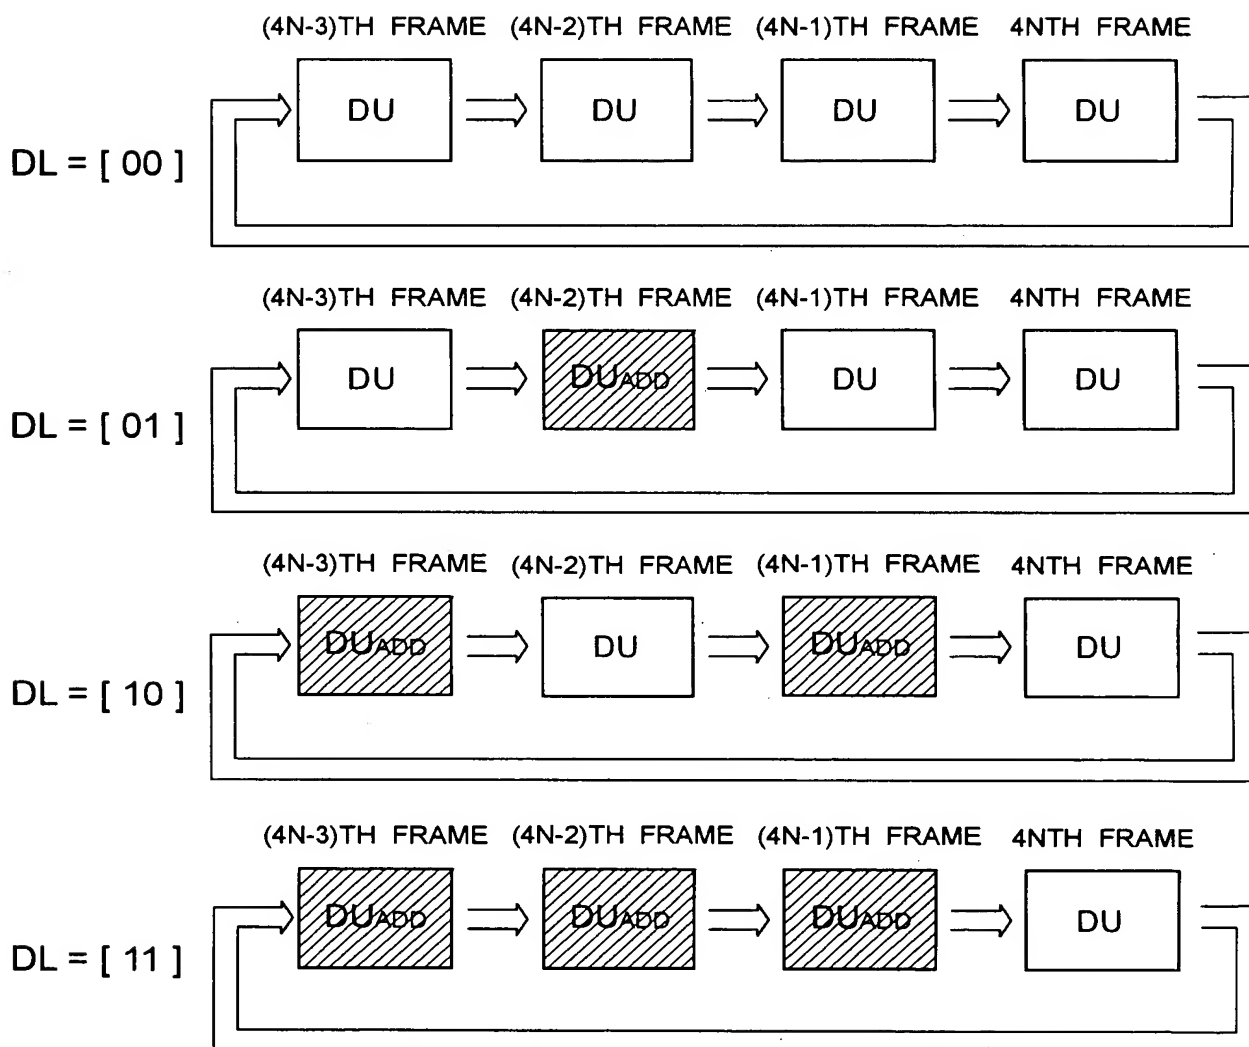 (4N-3)TH FRAME (4N-2)TH FRAME (4N-1)TH FRAME 4NTH FRAME
DU DU DU DU
DL = [ 00 ]
(4N-3)TH FRAME (4N-2)TH FRAME (4N-1)TH FRAME 4NTH FRAME
DU DUADD DU DU
DL = [ 01 ]
(4N-3)TH FRAME (4N-2)TH FRAME (4N-1)TH FRAME 4NTH FRAME
DUADD DU DUADD DU
DL = [ 10 ]
(4N-3)TH FRAME (4N-2)TH FRAME (4N-1)TH FRAME 4NTH FRAME
DUADD DUADD DUADD DU
DL = [ 11 ]